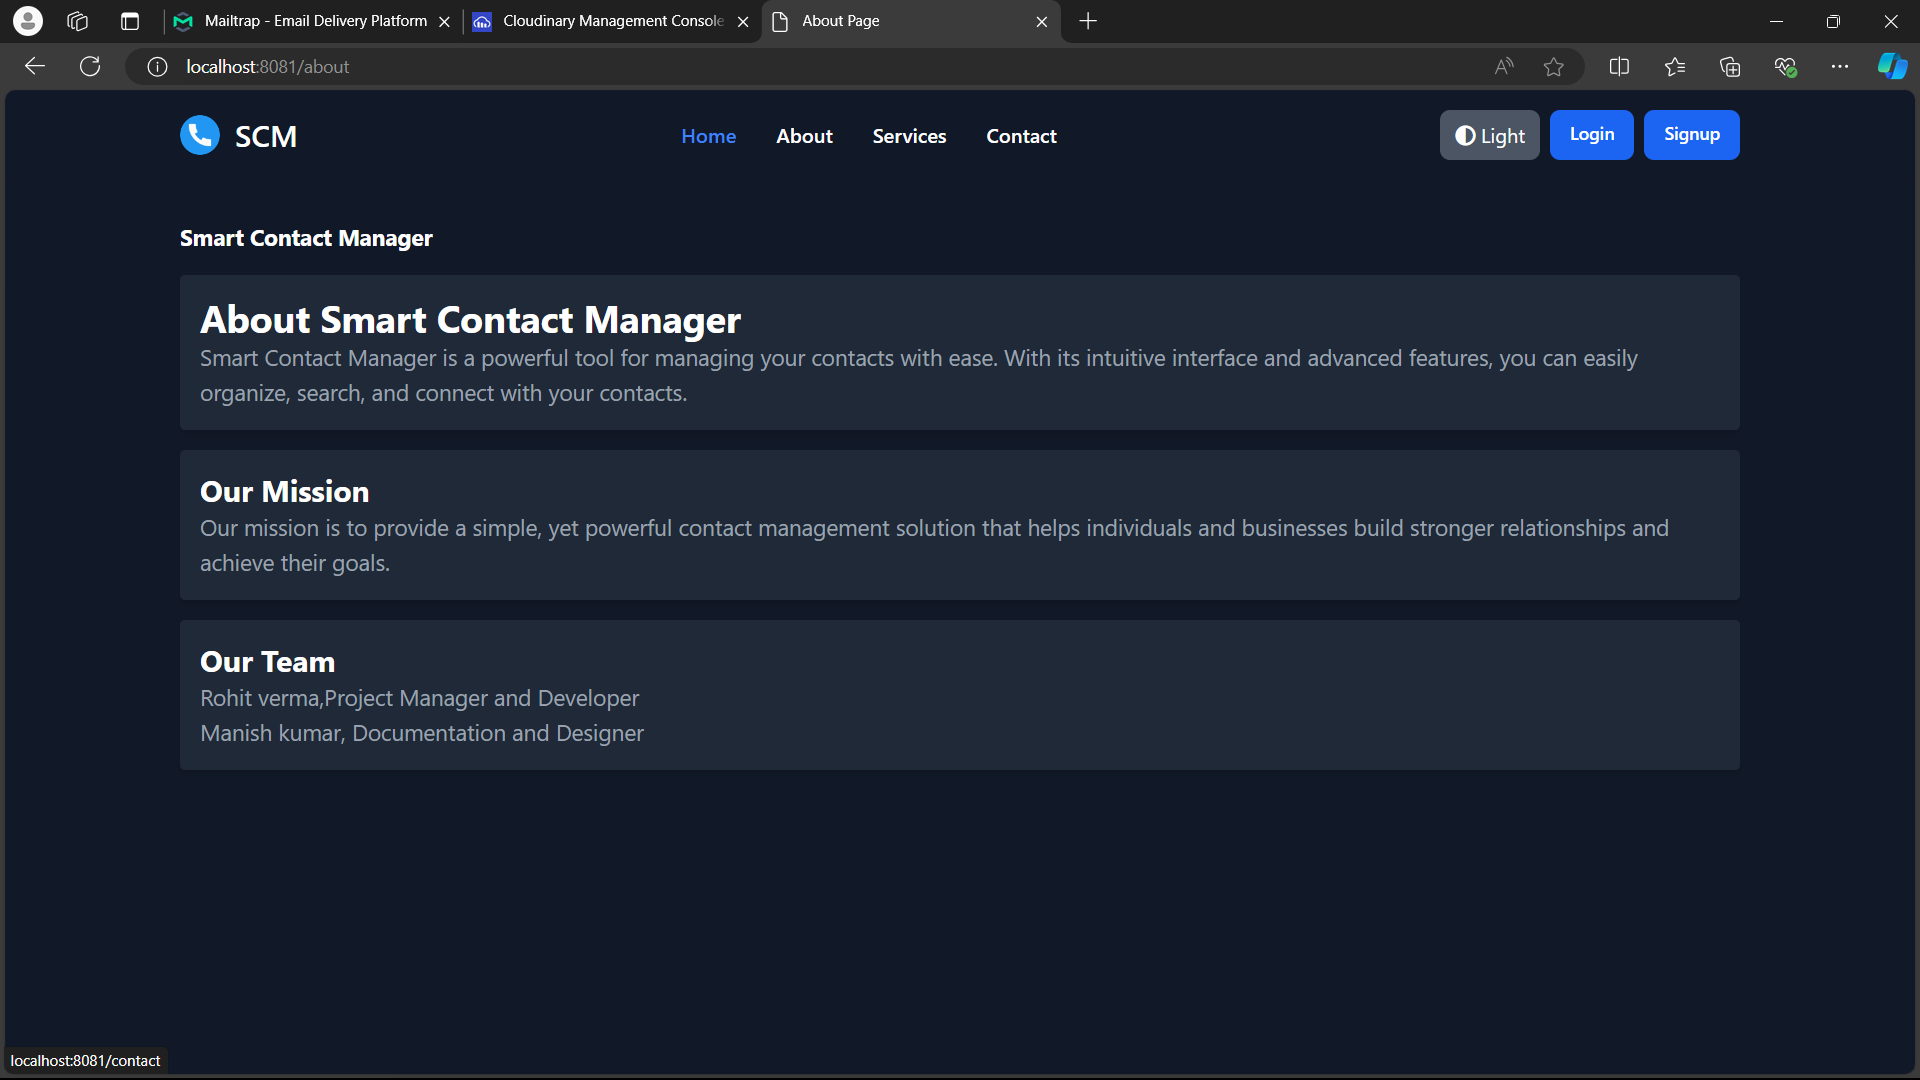 Mailtrap - Email Delivery Platform
Cloudinary Management Console
About Page
localhost:8081/about
SCM
Home
About
Services
Contact
Light
Login
Signup
Smart Contact Manager
About Smart Contact Manager
Smart Contact Manager is a powerful tool for managing your contacts with ease. With its intuitive interface and advanced features, you can easily
organize, search, and connect with your contacts.
Our Mission
Our mission is to provide a simple, yet powerful contact management solution that helps individuals and businesses build stronger relationships and
achieve their goals.
Our Team
Rohit verma,Project Manager and Developer
Manish kumar, Documentation and Designer
localhost:8081/contact